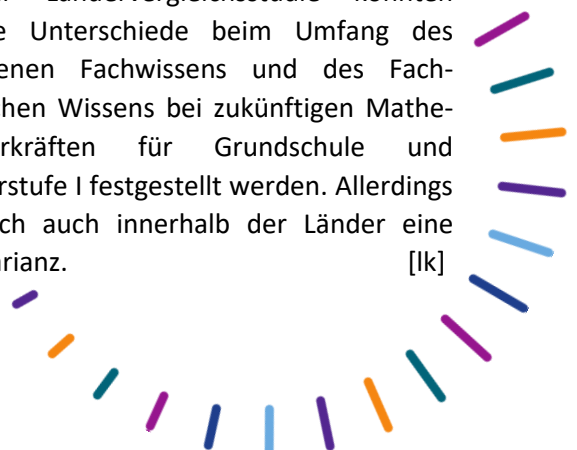 Ländervergleichsstudie konnten
Unterschiede beim Umfang des
enen Fachwissens und des Fach-
chen Wissens bei zukünftigen Mathe-
rkräften für Grundschule und
rstufe I festgestellt werden. Allerdings
ch auch innerhalb der Länder eine
rianz. [lk]